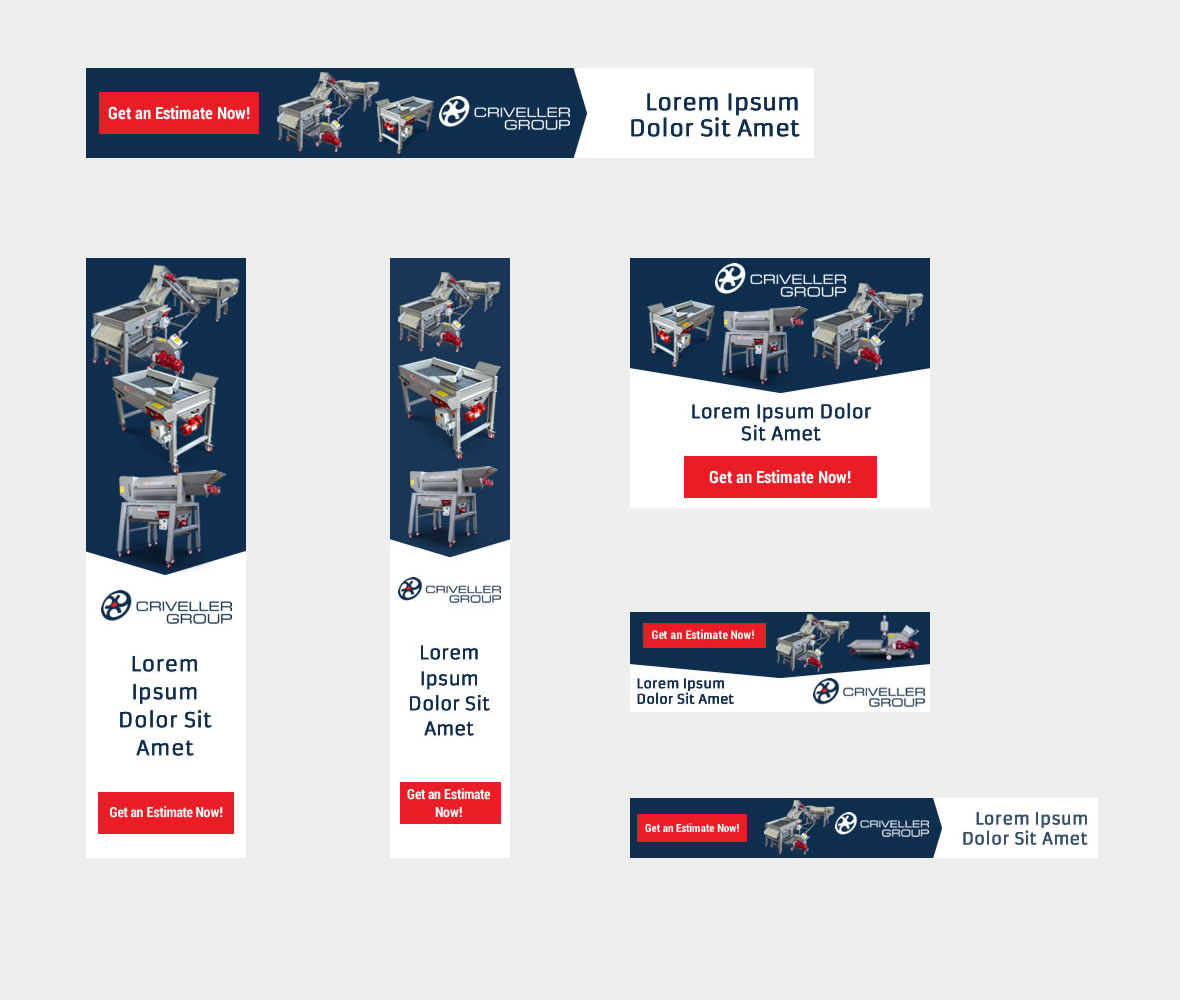 Get an Estimate Now!
CRIVELLER
GROUP
Lorem Ipsum
Dolor Sit Amet
CRIVELLER
GROUP
Lorem
Ipsum
Dolor Sit
Amet
Get an Estimate Now!
CRIVELLER
GROUP
Lorem
Ipsum
Dolor Sit
Amet
Get an Estimate
Now!
CRIVELLER
GROUP
Lorem Ipsum Dolor
Sit Amet
Get an Estimate Now!
Get an Estimate Now!
Lorem Ipsum
Dolor Sit Amet
CRIVELLER
GROUP
Get an Estimate Now!
CRIVELLER
GROUP
Lorem Ipsum
Dolor Sit Amet